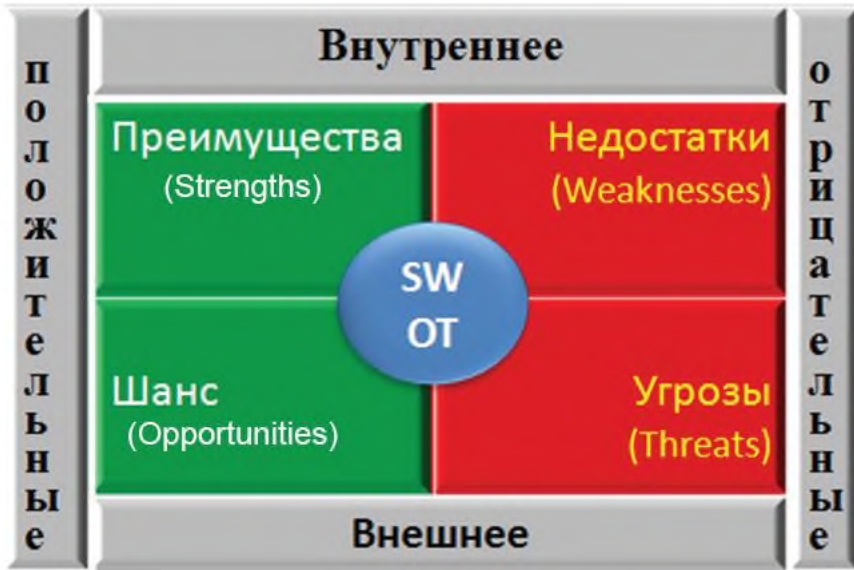 Внутреннее
положительные
Преимущества
(Strengths)
Недостатки
(Weaknesses)
SW
OT
Шанс
(Opportunities)
Угрозы
(Threats)
отрицательные
Внешнее